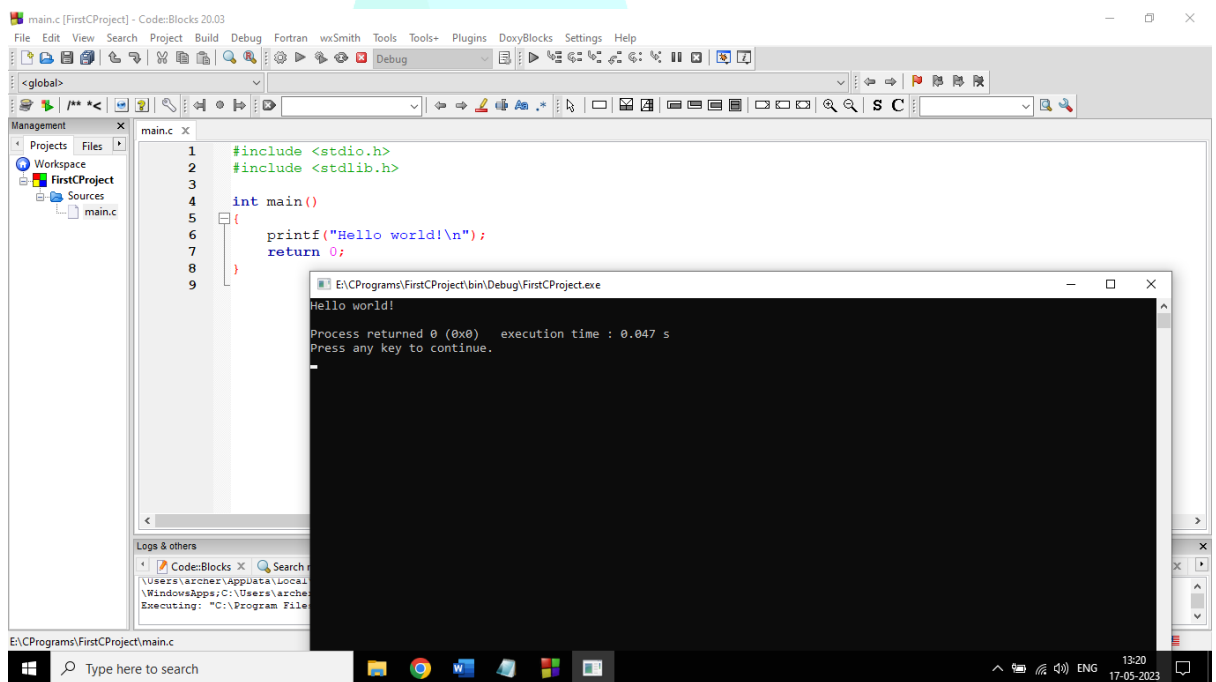 main.c [FirstCProject] - Code::Blocks 20.03
File Edit View Search Project Build Debug Fortran wxSmith Tools Tools+ Plugins DoxyBlocks Settings Help
Debug
<global>
/** *<
.*
S C
Management
Projects Files
Workspace
FirstCProject
Sources
main.c
main.c
1 #include <stdio.h>
2 #include <stdlib.h>
3
4 int main()
5 {
6 printf("Hello world!\n");
7 return 0;
8 }
9
E:\CPrograms\FirstCProject\bin\Debug\FirstCProject.exe
Hello world!
Process returned 0 (0x0) execution time : 0.047 s
Press any key to continue.
Logs & others
Code::Blocks Search
\Users\archer\AppData\Local
\WindowsApps;C:\Users\arche
Executing: "C:\Program File
E:\CPrograms\FirstCProject\main.c
Type here to search
ENG
13:20
17-05-2023